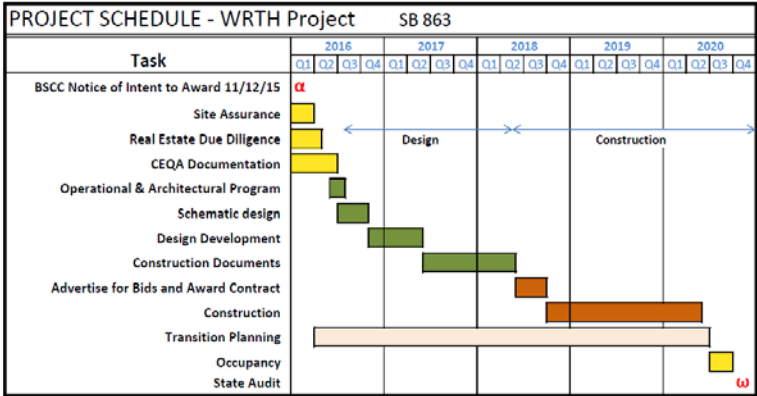 PROJECT SCHEDULE - WRTH Project SB 863
2016 2017 2018 2019 2020
Task Q1 Q2 Q3 Q4 Q1 Q2 Q3 Q4 Q1 Q2 Q3 Q4 Q1 Q2 Q3 Q4 Q1 Q2 Q3 Q4
BSCC Notice of Intent to Award 11/12/15 α
Site Assurance
Real Estate Due Diligence Design Construction
CEQA Documentation
Operational & Architectural Program
Schematic design
Design Development
Construction Documents
Advertise for Bids and Award Contract
Construction
Transition Planning
Occupancy
State Audit ω